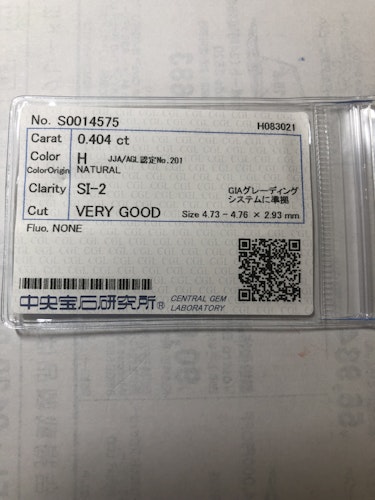 No. S0014575 H083021
Carat 0.404 ct
Color H JJA/AGL認定No.201
ColorOrigin NATURAL
Clarity SI-2 GIAグレーディング
システムに準拠
Cut VERY GOOD Size 4.73 - 4.76 × 2.93 mm
Fluo. NONE
中央宝石研究所® CENTRAL GEM
LABORATORY